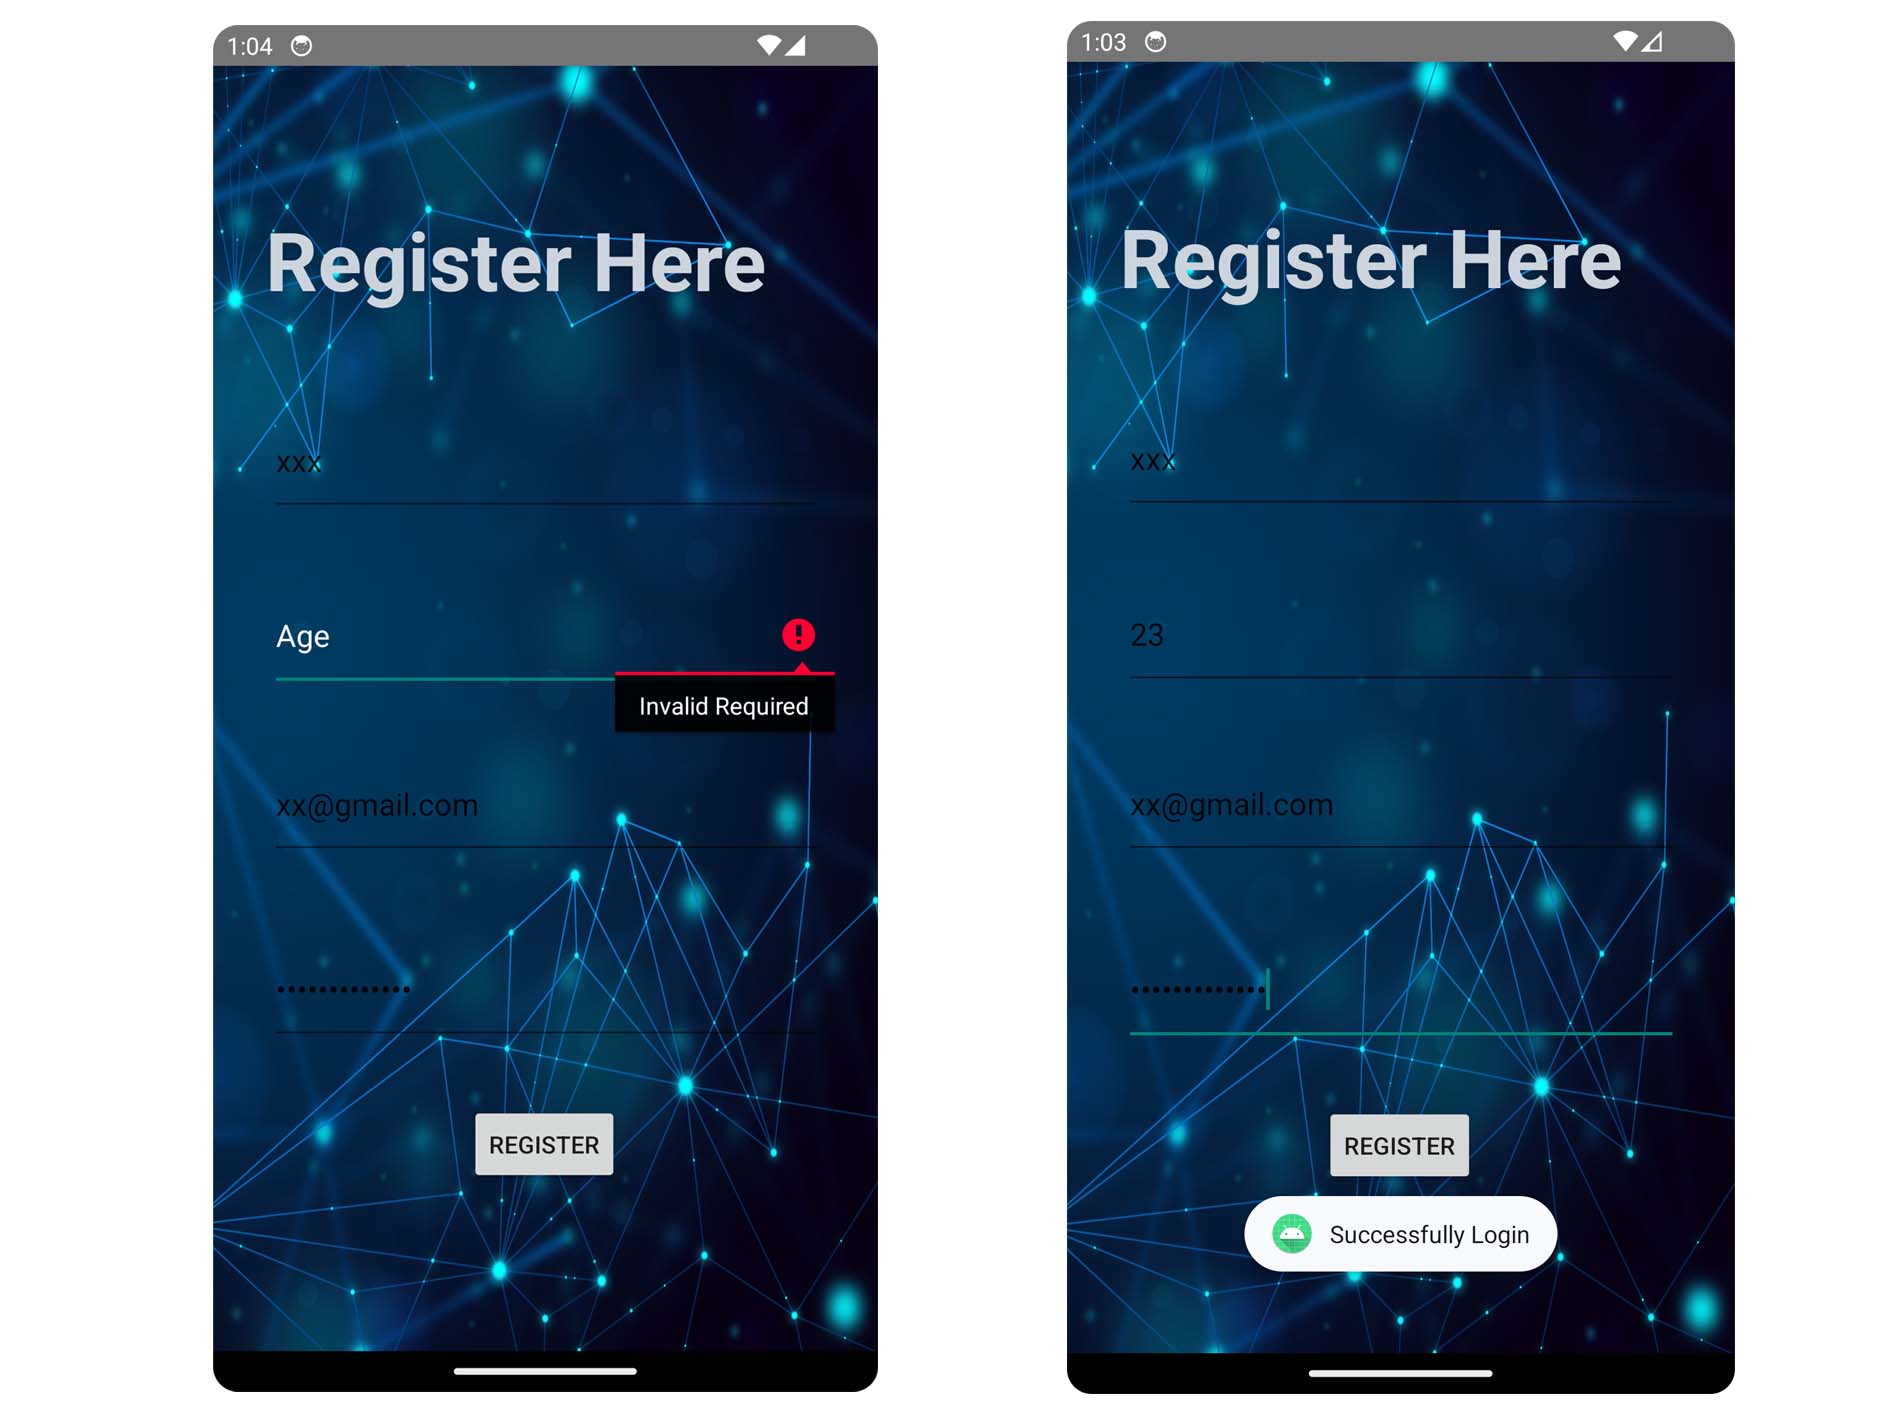 1:04
Register Here
xxx
Age
Invalid Required
xx@gmail.com
REGISTER
1:03
Register Here
xxx
23
xx@gmail.com
REGISTER
Successfully Login